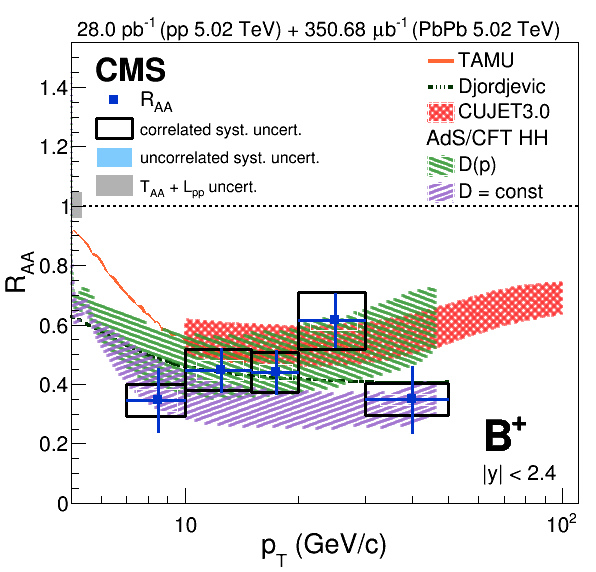 28.0 pb⁻¹ (pp 5.02 TeV) + 350.68 μb⁻¹ (PbPb 5.02 TeV)
CMS
R_AA
correlated syst. uncert.
uncorrelated syst. uncert.
T_AA + L_pp uncert.
TAMU
Djordjevic
CUJET3.0
AdS/CFT HH
D(p)
D = const
1.4
1.2
1
0.8
0.6
0.4
0.2
0
R_AA
B⁺
|y| < 2.4
10
10²
p_T (GeV/c)